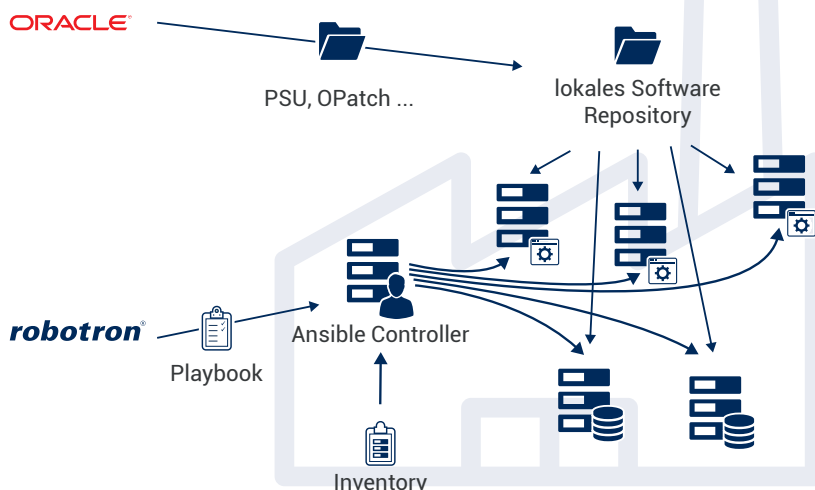 ORACLE®
PSU, OPatch ...
lokales Software
Repository
robotron®
Playbook
Ansible Controller
Inventory